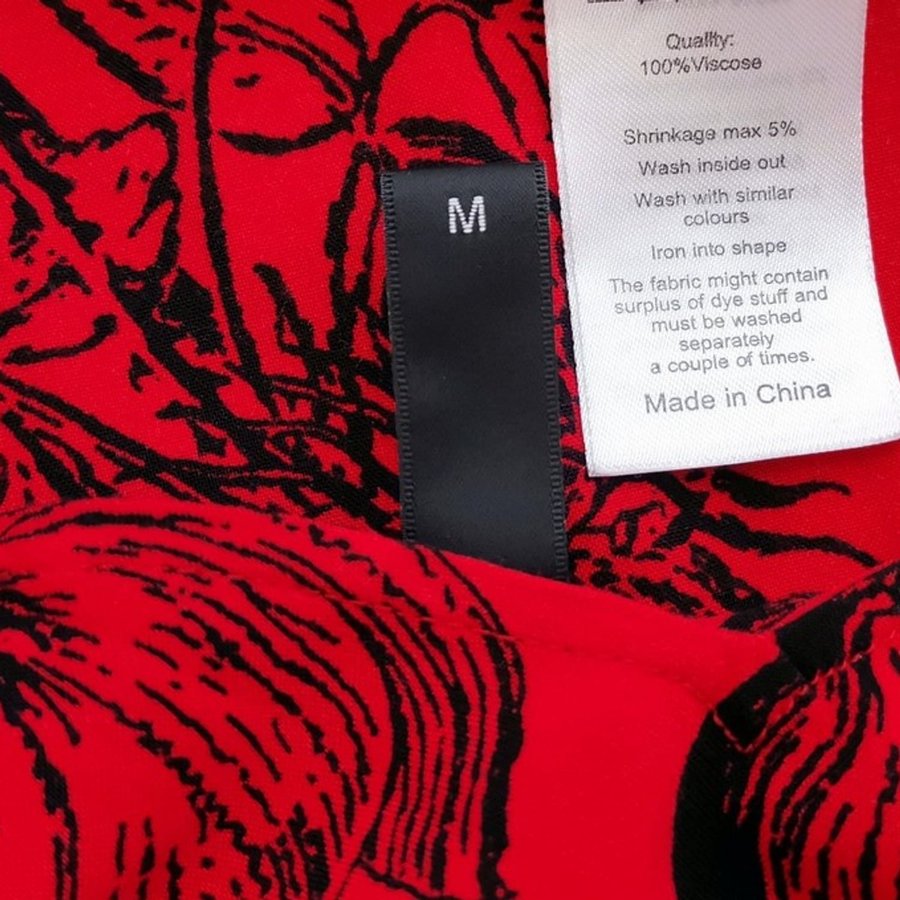 M
Quality:
100%Viscose
Shrinkage max 5%
Wash inside out
Wash with similar
colours
Iron into shape
The fabric might contain
surplus of dye stuff and
must be washed
separately
a couple of times.
Made in China